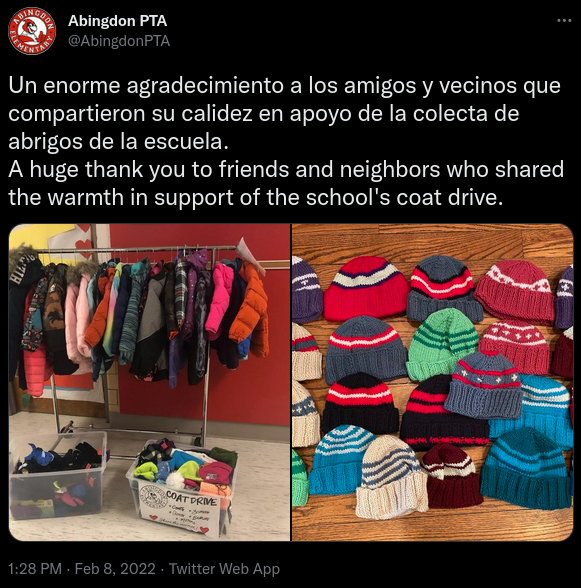 ABINGDON
ELEMENTARY
Abingdon PTA
@AbingdonPTA
Un enorme agradecimiento a los amigos y vecinos que
compartieron su calidez en apoyo de la colecta de
abrigos de la escuela.
A huge thank you to friends and neighbors who shared
the warmth in support of the school's coat drive.
COAT DRIVE
1:28 PM · Feb 8, 2022 · Twitter Web App